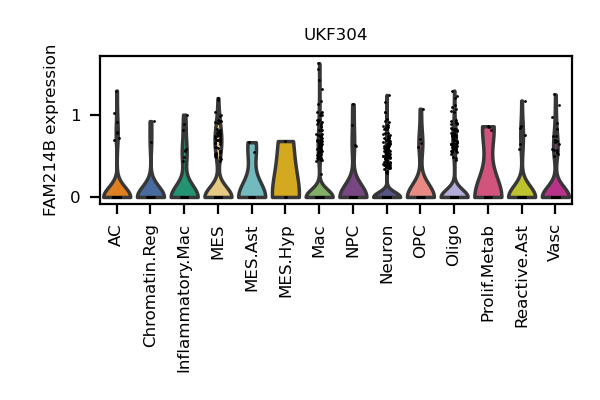 UKF304
FAM214B expression
1
0
AC
Chromatin.Reg
Inflammatory.Mac
MES
MES.Ast
MES.Hyp
Mac
NPC
Neuron
OPC
Oligo
Prolif.Metab
Reactive.Ast
Vasc